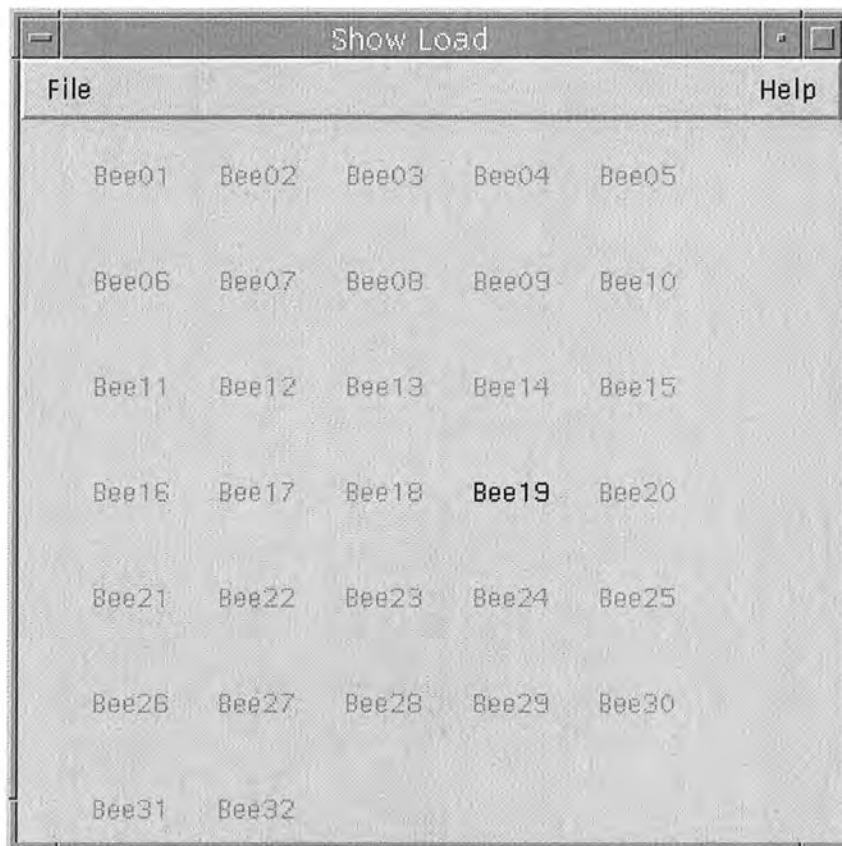 Show Load
File Help
Bee01 Bee02 Bee03 Bee04 Bee05
Bee06 Bee07 Bee08 Bee09 Bee10
Bee11 Bee12 Bee13 Bee14 Bee15
Bee16 Bee17 Bee18 Bee19 Bee20
Bee21 Bee22 Bee23 Bee24 Bee25
Bee26 Bee27 Bee28 Bee29 Bee30
Bee31 Bee32